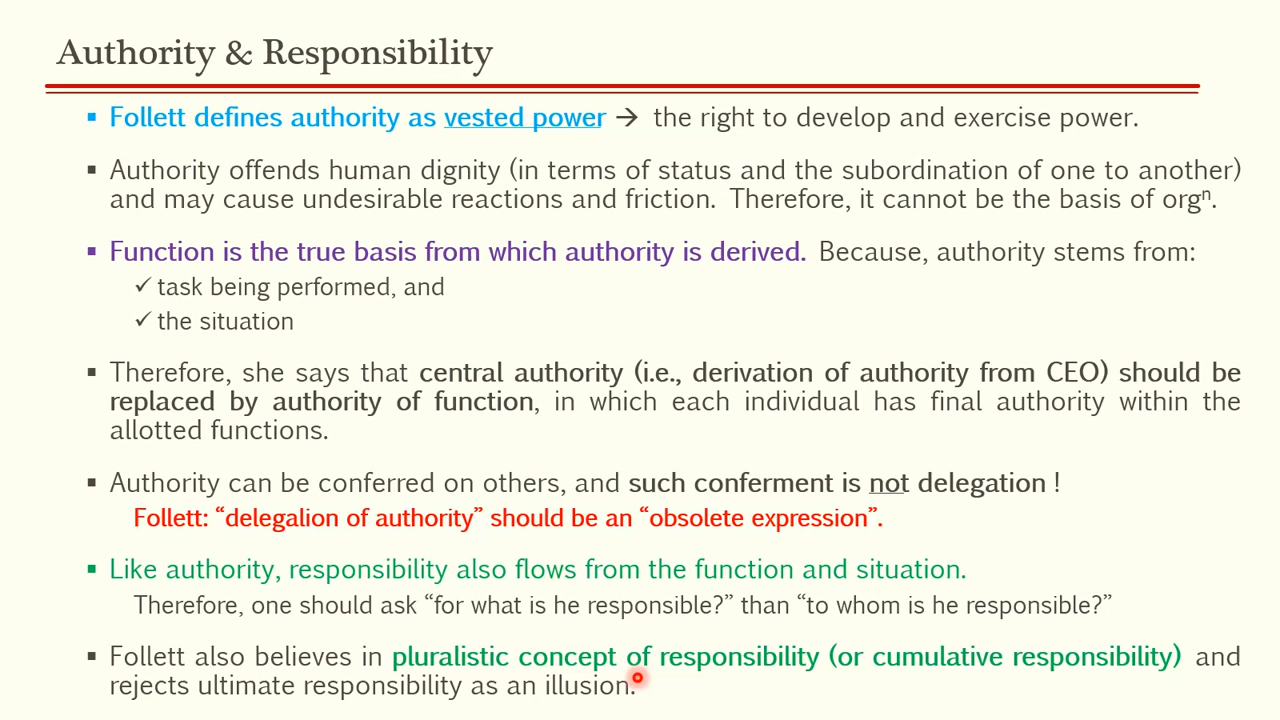 Authority & Responsibility
▪ Follett defines authority as vested power → the right to develop and exercise power.
▪ Authority offends human dignity (in terms of status and the subordination of one to another)
and may cause undesirable reactions and friction. Therefore, it cannot be the basis of orgⁿ.
▪ Function is the true basis from which authority is derived. Because, authority stems from:
✓ task being performed, and
✓ the situation
▪ Therefore, she says that central authority (i.e., derivation of authority from CEO) should be
replaced by authority of function, in which each individual has final authority within the
allotted functions.
▪ Authority can be conferred on others, and such conferment is not delegation !
Follett: “delegalion of authority” should be an “obsolete expression”.
▪ Like authority, responsibility also flows from the function and situation.
Therefore, one should ask “for what is he responsible?” than “to whom is he responsible?”
▪ Follett also believes in pluralistic concept of responsibility (or cumulative responsibility) and
rejects ultimate responsibility as an illusion.